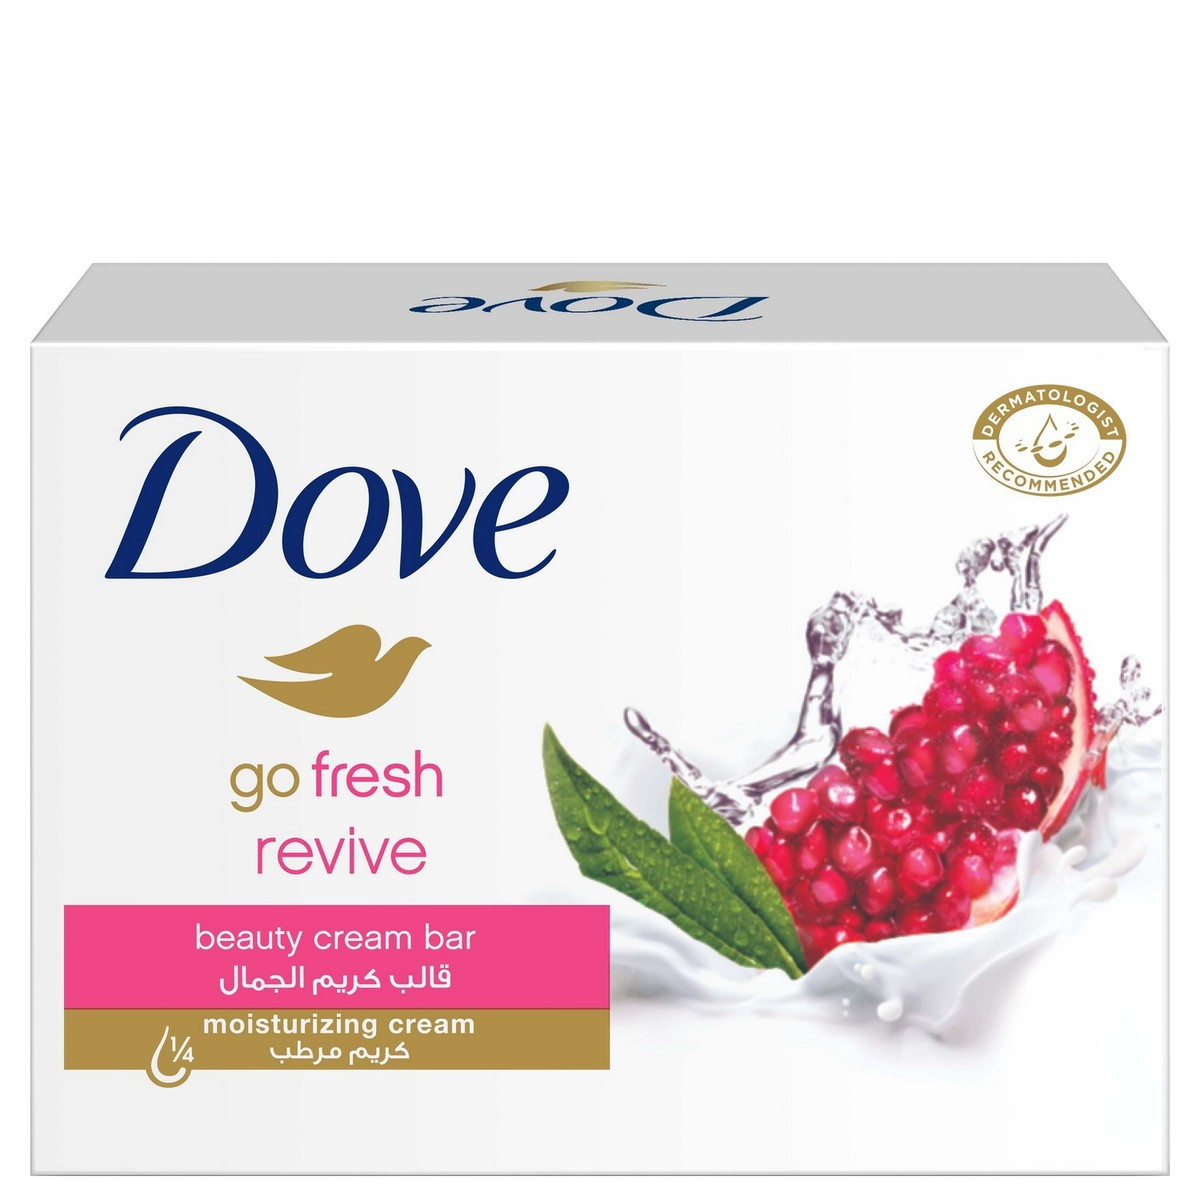 Dove
DERMATOLOGIST
RECOMMENDED
Dove
go fresh
revive
beauty cream bar
قالب كريم الجمال
1/4
moisturizing cream
كريم مرطب